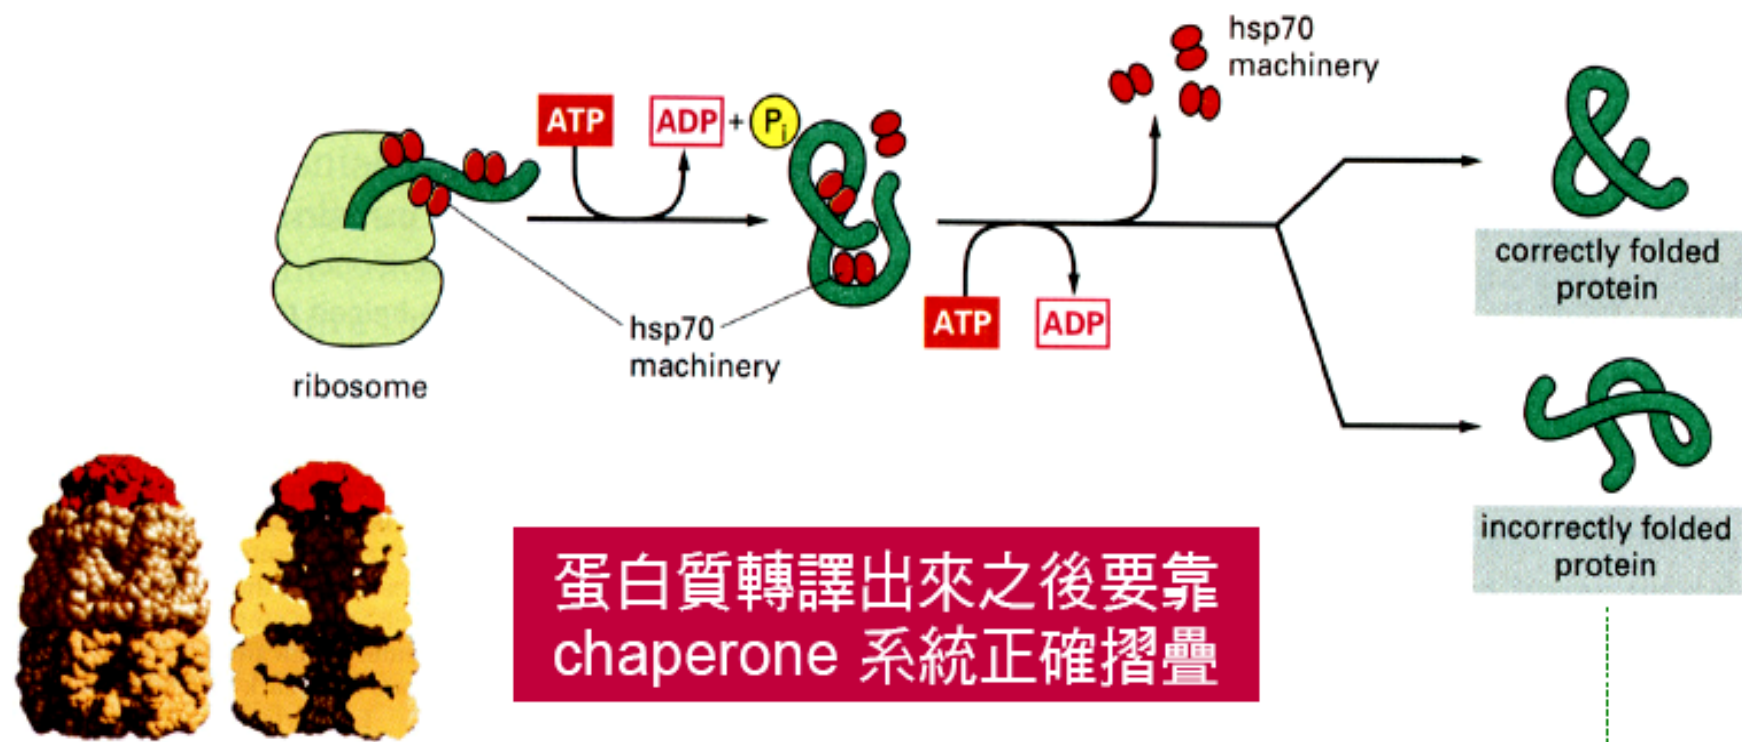 hsp70
machinery
ATP
ADP + Pi
hsp70
machinery
ribosome
ATP
ADP
correctly folded
protein
incorrectly folded
protein
蛋白質轉譯出來之後要靠
chaperone 系統正確摺疊